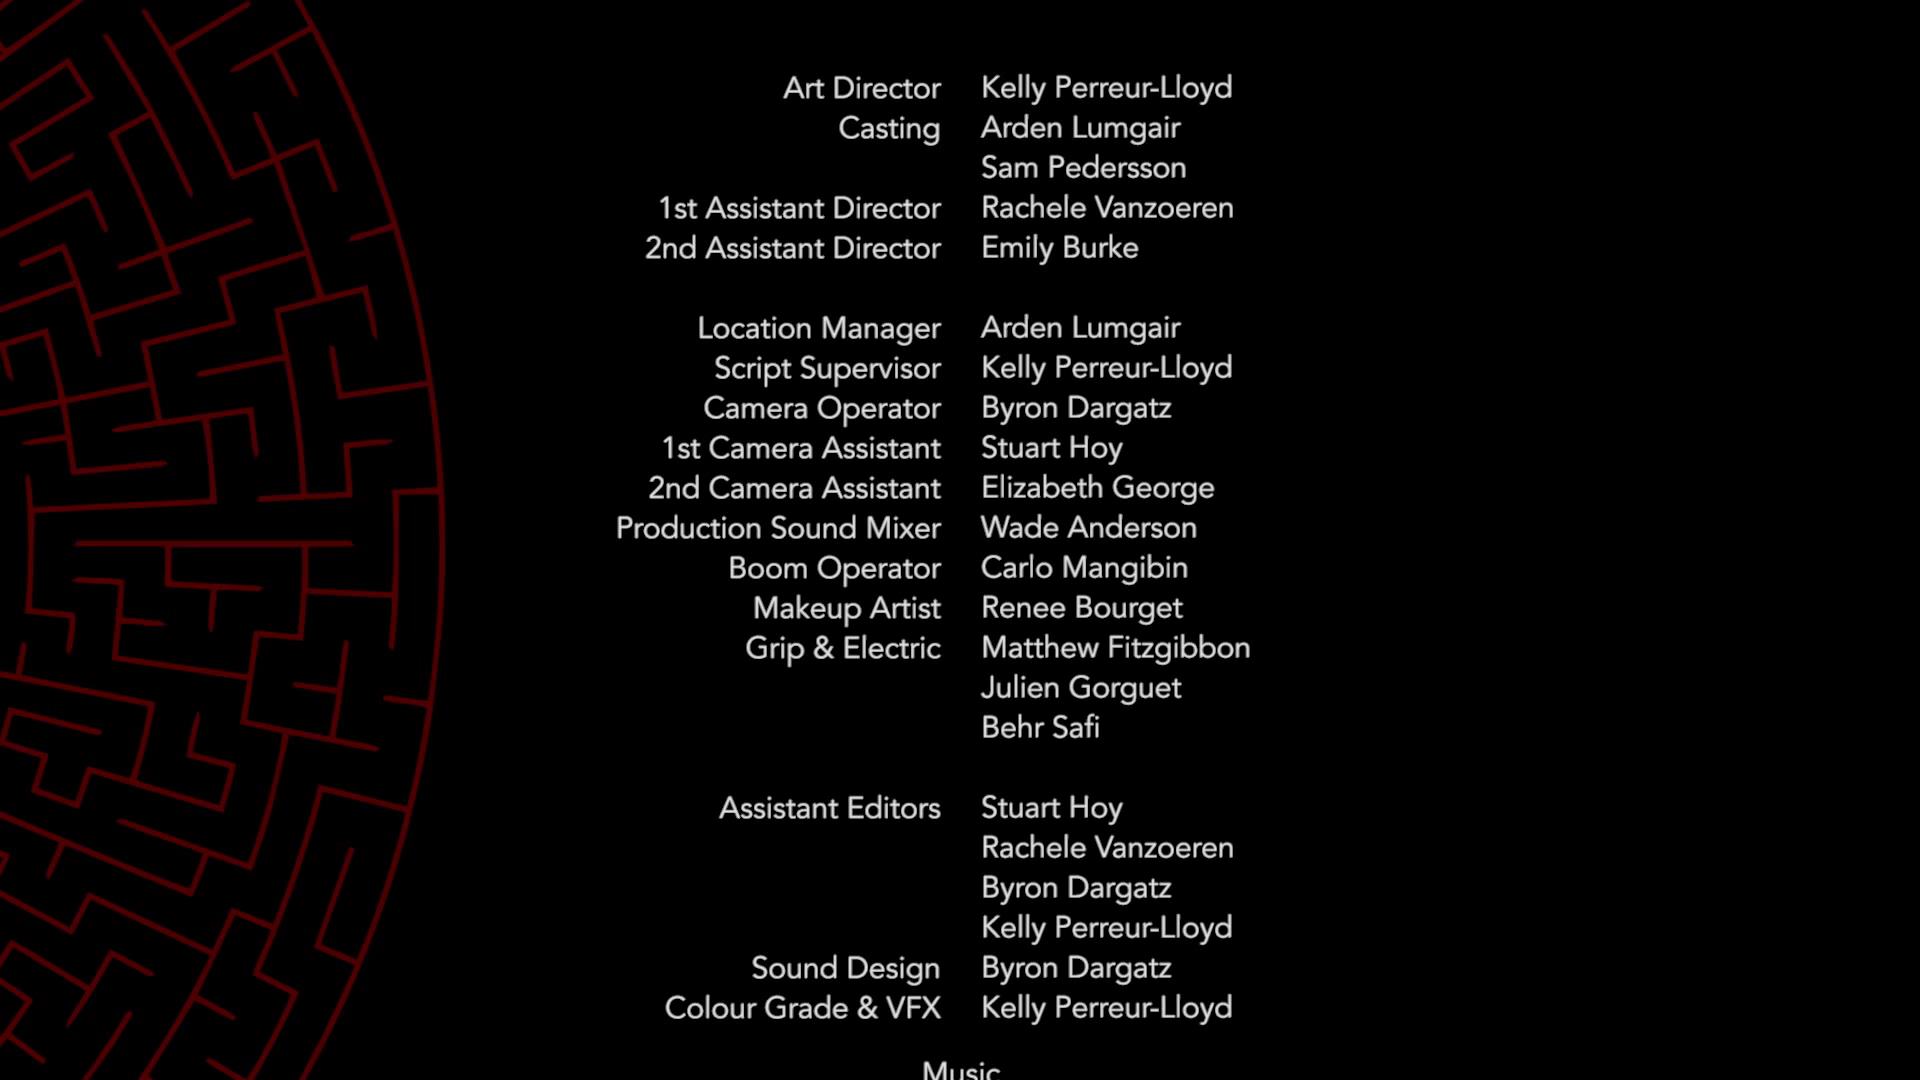 Art Director Kelly Perreur-Lloyd
Casting Arden Lumgair
Sam Pedersson
1st Assistant Director Rachele Vanzoeren
2nd Assistant Director Emily Burke
Location Manager Arden Lumgair
Script Supervisor Kelly Perreur-Lloyd
Camera Operator Byron Dargatz
1st Camera Assistant Stuart Hoy
2nd Camera Assistant Elizabeth George
Production Sound Mixer Wade Anderson
Boom Operator Carlo Mangibin
Makeup Artist Renee Bourget
Grip & Electric Matthew Fitzgibbon
Julien Gorguet
Behr Safi
Assistant Editors Stuart Hoy
Rachele Vanzoeren
Byron Dargatz
Kelly Perreur-Lloyd
Sound Design Byron Dargatz
Colour Grade & VFX Kelly Perreur-Lloyd
Music